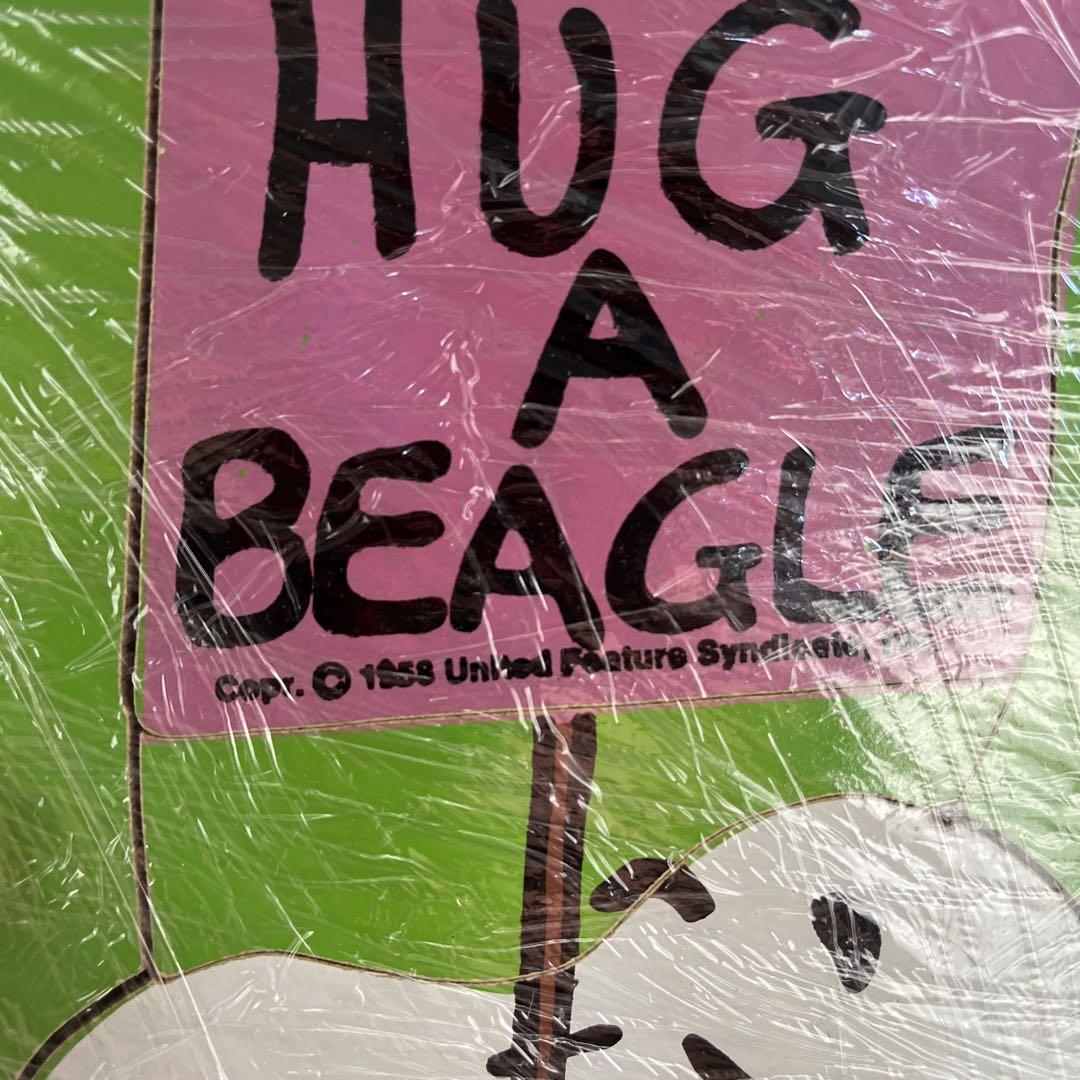 HUG
A
BEAGLE
Copr. © 1958 United Feature Syndicate,